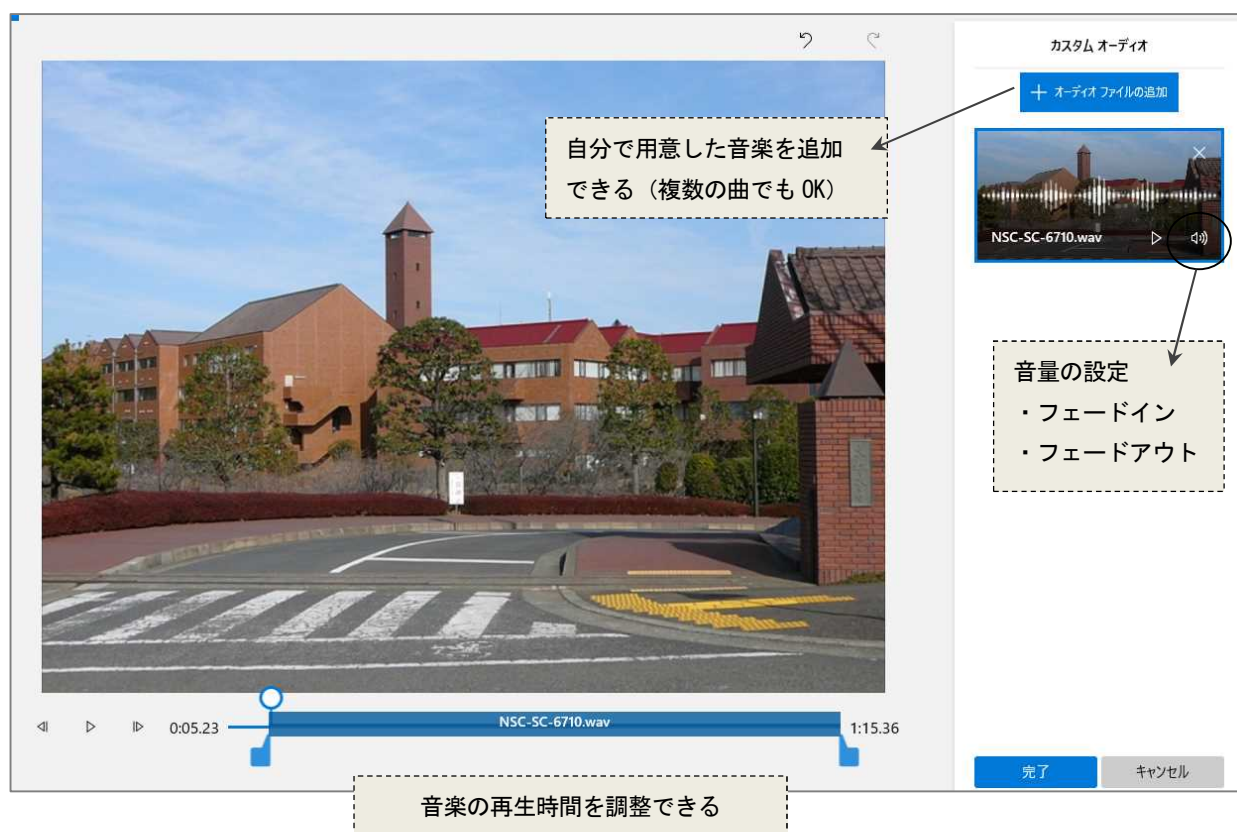 カスタム オーディオ
＋ オーディオ ファイルの追加
自分で用意した音楽を追加
できる（複数の曲でも OK）
NSC-SC-6710.wav
音量の設定
・フェードイン
・フェードアウト
0:05.23
NSC-SC-6710.wav
1:15.36
完了
キャンセル
音楽の再生時間を調整できる